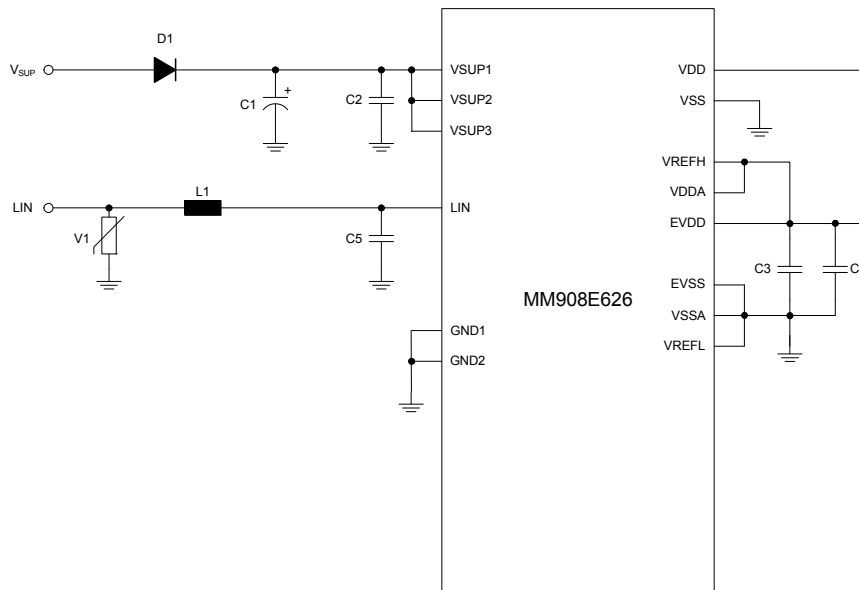 D1
VSUP
C1
+
C2
VSUP1
VSUP2
VSUP3
VDD
VSS
VREFH
VDDA
EVDD
LIN
L1
V1
C5
LIN
C3
EVSS
VSSA
VREFL
MM908E626
GND1
GND2